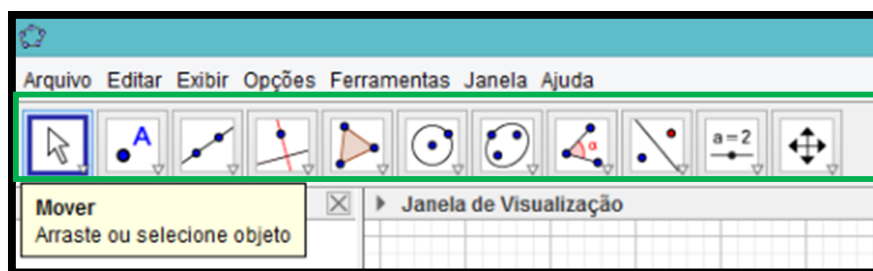 Arquivo Editar Exibir Opções Ferramentas Janela Ajuda
A
α
a=2
Mover
Arraste ou selecione objeto
Janela de Visualização